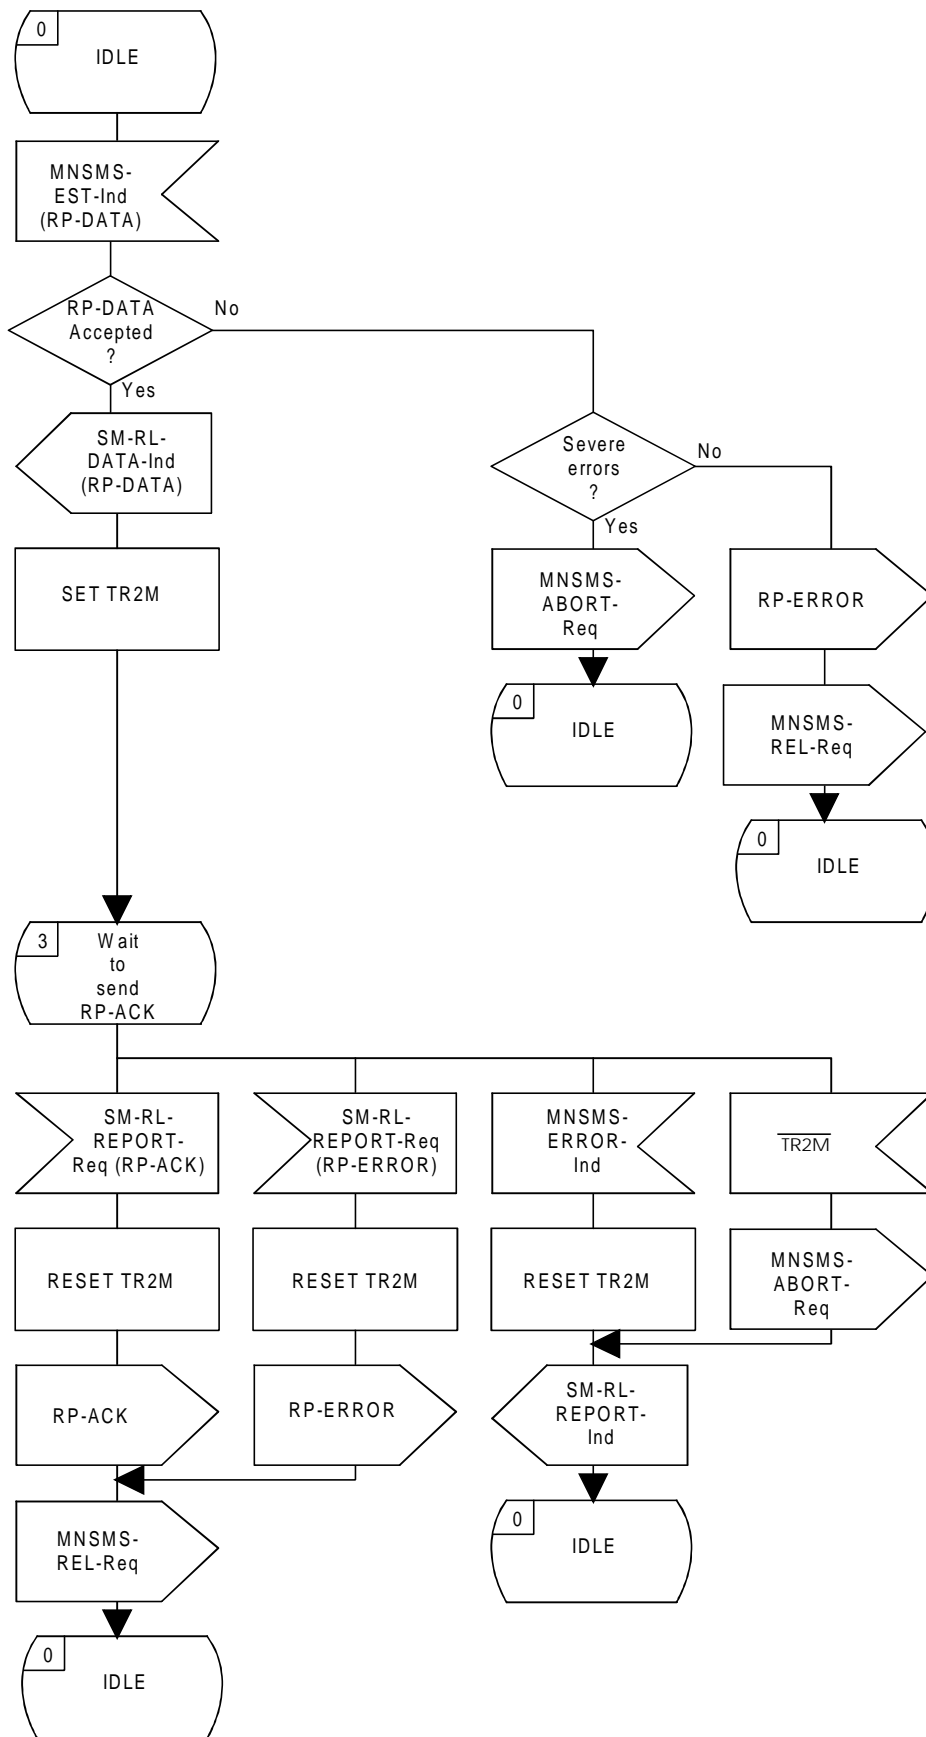 0
IDLE
MNSMS-
EST-Ind
(RP-DATA)
RP-DATA
Accepted
?
No
Yes
SM-RL-
DATA-Ind
(RP-DATA)
Severe
errors
?
No
Yes
SET TR2M
MNSMS-
ABORT-
Req
RP-ERROR
0
IDLE
MNSMS-
REL-Req
0
IDLE
3
Wait
to
send
RP-ACK
SM-RL-
REPORT-
Req (RP-ACK)
SM-RL-
REPORT-Req
(RP-ERROR)
MNSMS-
ERROR-
Ind
TR2M
RESET TR2M
RESET TR2M
RESET TR2M
MNSMS-
ABORT-
Req
RP-ACK
RP-ERROR
SM-RL-
REPORT-
Ind
MNSMS-
REL-Req
0
IDLE
0
IDLE